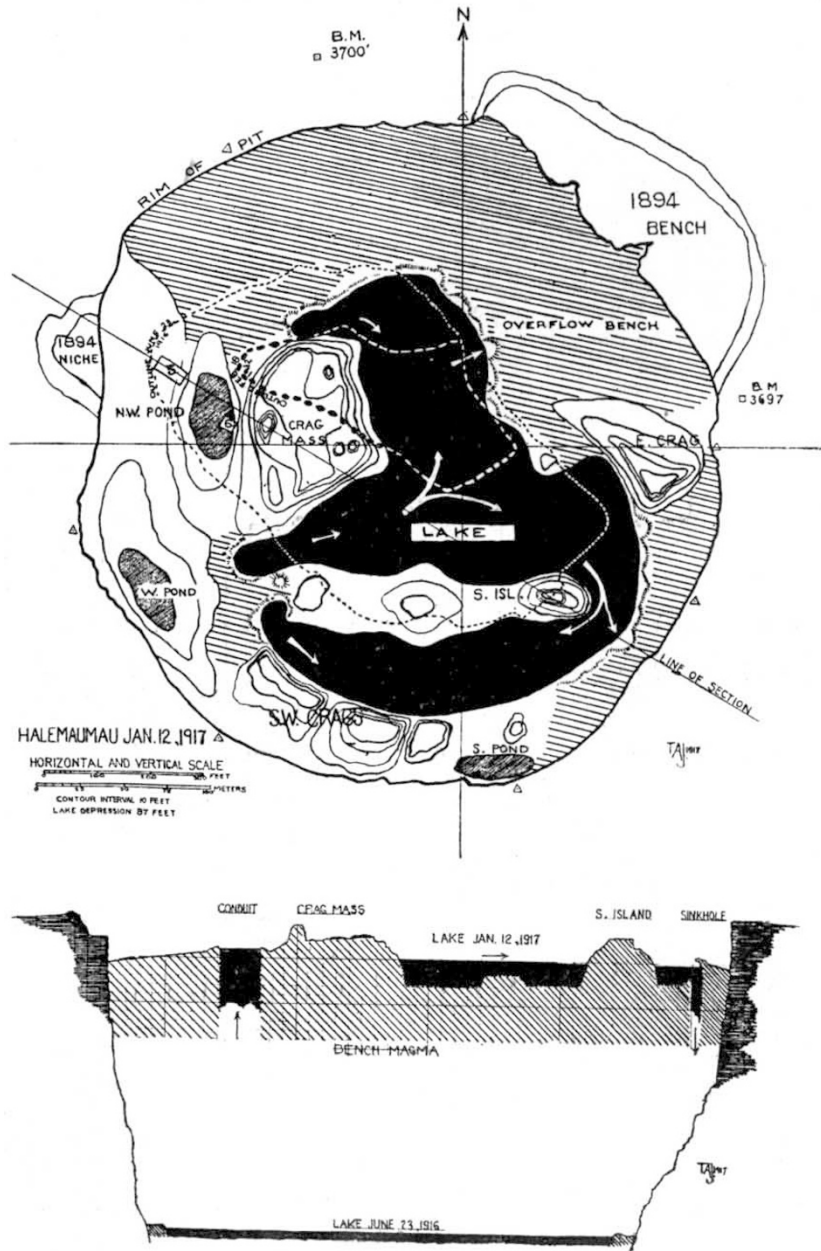 N
B.M.
3700'
RIM OF PIT
1894
BENCH
1894
NICHE
OVERFLOW BENCH
5
NW. POND
6
CRAG
MASS
B M
3697
E. CRAG
LAKE
W. POND
S. ISL.
LINE OF SECTION
SW. CRAGS
HALEMAUMAU JAN. 12, 1917
S. POND
TAJ 1917
HORIZONTAL AND VERTICAL SCALE
FEET
METERS
CONTOUR INTERVAL 10 FEET
LAKE DEPRESSION 87 FEET
CONDUIT
CRAG MASS
LAKE JAN. 12, 1917
S. ISLAND
SINKHOLE
BENCH MAGMA
TAJ 1917
LAKE JUNE 23, 1916